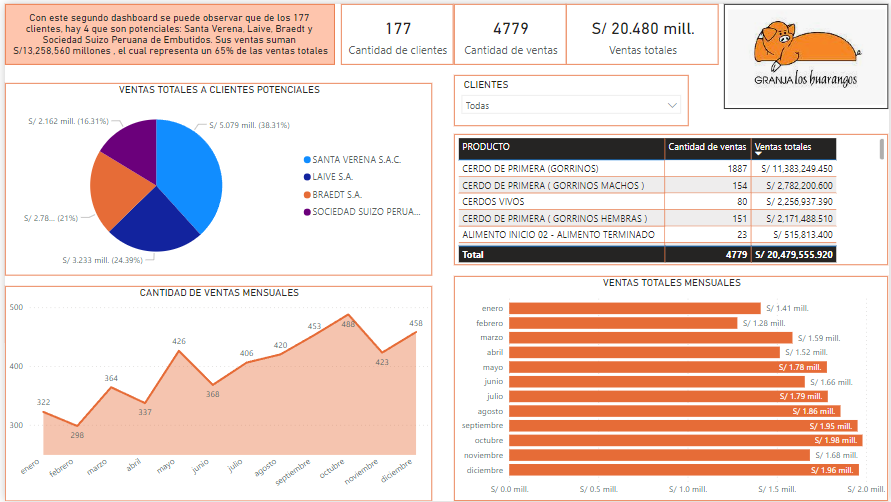 Con este segundo dashboard se puede observar que de los 177
clientes, hay 4 que son potenciales: Santa Verena, Laive, Braedt y
Sociedad Suizo Peruana de Embutidos. Sus ventas suman
S/13,258,560 millones , el cual representa un 65% de las ventas
totales
177
Cantidad de clientes
4779
Cantidad de ventas
S/ 20.480 mill.
Ventas totales
GRANJA los huarangos
VENTAS TOTALES A CLIENTES POTENCIALES
S/ 2.162 mill. (16.31%)
S/ 5.079 mill. (38.31%)
S/ 2.78... (21%)
S/ 3.233 mill. (24.39%)
SANTA VERENA S.A.C.
LAIVE S.A.
BRAEDT S.A.
SOCIEDAD SUIZO PERUA...
CLIENTES
Todas
PRODUCTO Cantidad de ventas Ventas totales
CERDO DE PRIMERA (GORRINOS) 1887 S/ 11,383,249.450
CERDO DE PRIMERA ( GORRINOS MACHOS ) 154 S/ 2,782,200.600
CERDOS VIVOS 80 S/ 2,256,937.390
CERDO DE PRIMERA ( GORRINOS HEMBRAS ) 151 S/ 2,171,488.510
ALIMENTO INICIO 02 - ALIMENTO TERMINADO 23 S/ 515,813.400
Total 4779 S/ 20,479,555.920
CANTIDAD DE VENTAS MENSUALES
500
400
300
322
298
364
337
426
368
406
420
453
488
423
458
enero
febrero
marzo
abril
mayo
junio
julio
agosto
septiembre
octubre
noviembre
diciembre
VENTAS TOTALES MENSUALES
enero S/ 1.41 mill.
febrero S/ 1.28 mill.
marzo S/ 1.59 mill.
abril S/ 1.52 mill.
mayo S/ 1.78 mill.
junio S/ 1.66 mill.
julio S/ 1.79 mill.
agosto S/ 1.86 mill.
septiembre S/ 1.95 mill.
octubre S/ 1.98 mill.
noviembre S/ 1.68 mill.
diciembre S/ 1.96 mill.
S/ 0.0 mill. S/ 0.5 mill. S/ 1.0 mill. S/ 1.5 mill. S/ 2.0 mill.